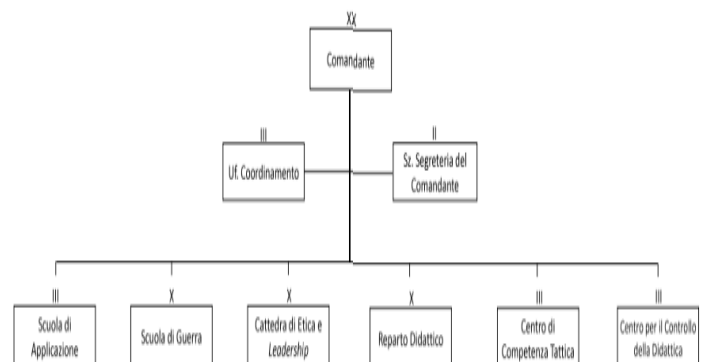 XX
Comandante
III
Uf. Coordinamento
II
Sz. Segreteria del
Comandante
III
Scuola di
Applicazione
X
Scuola di Guerra
X
Cattedra di Etica e
Leadership
X
Reparto Didattico
III
Centro di
Competenza Tattica
III
Centro per il Controllo
della Didattica